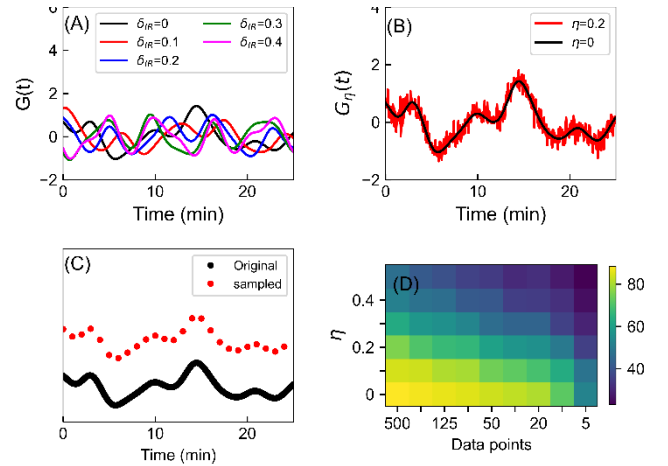 (A)
δIR=0
δIR=0.3
δIR=0.1
δIR=0.4
δIR=0.2
G(t)
6
4
2
0
−2
0
10
20
Time (min)
(B)
η=0.2
η=0
Gη(t)
4
2
0
−2
0
10
20
Time (min)
(C)
Original
sampled
0
10
20
Time (min)
(D)
η
0.4
0.2
0
500
125
50
20
5
Data points
80
60
40